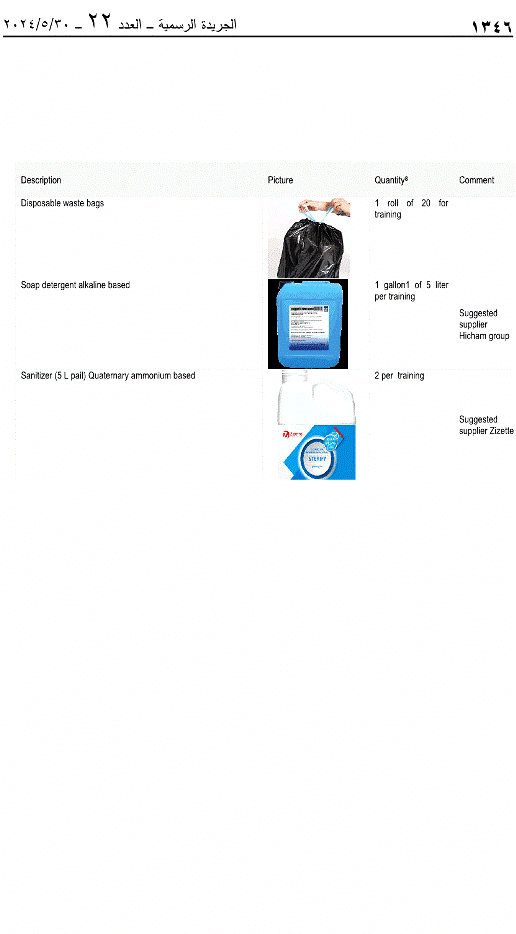 ١٣٤٦
الجريدة الرسمية – العدد ٢٢ – ٢٠٢٤/٥/٣٠
Description Picture Quantity⁸ Comment
Disposable waste bags 1 roll of 20 for
training
Soap detergent alkaline based 1 gallon1 of 5 liter
per training
Suggested
supplier
Hicham group
Sanitizer (5 L pail) Quaternary ammonium based 2 per training
Suggested
supplier Zizette
STERIFF